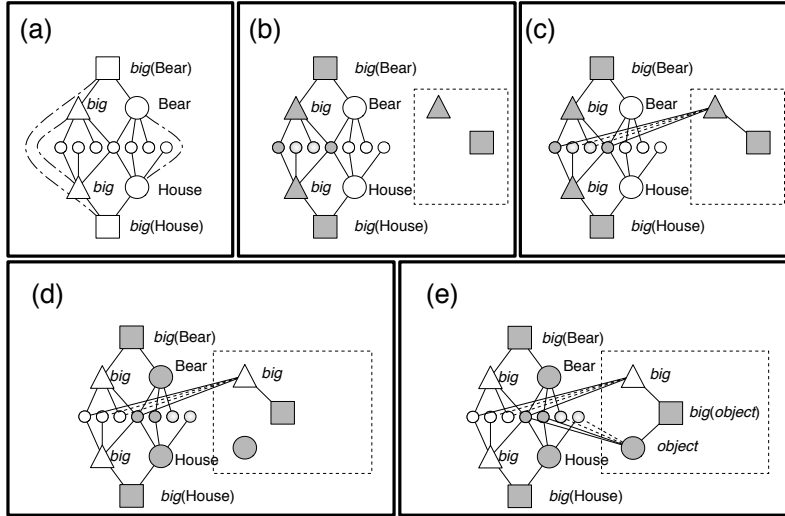 (a)
big(Bear)
big
Bear
big
House
big(House)
(b)
big(Bear)
big
Bear
big
House
big(House)
(c)
big(Bear)
big
Bear
big
House
big(House)
(d)
big(Bear)
big
Bear
big
big
House
big(House)
(e)
big(Bear)
big
Bear
big
big(object)
object
big
House
big(House)